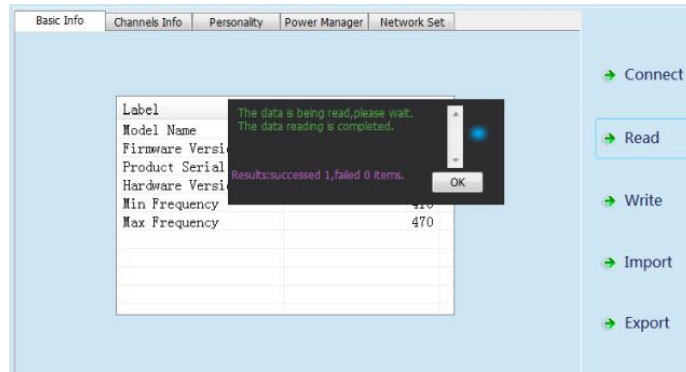 Basic Info Channels Info Personality Power Manager Network Set
Connect
Label
The data is being read,please wait.
The data reading is completed.
Model Name
Read
Firmware
Product Serial
Results:successed 1,failed 0 items.
OK
Hardware
Write
Min Frequency
Max Frequency 470
Import
Export